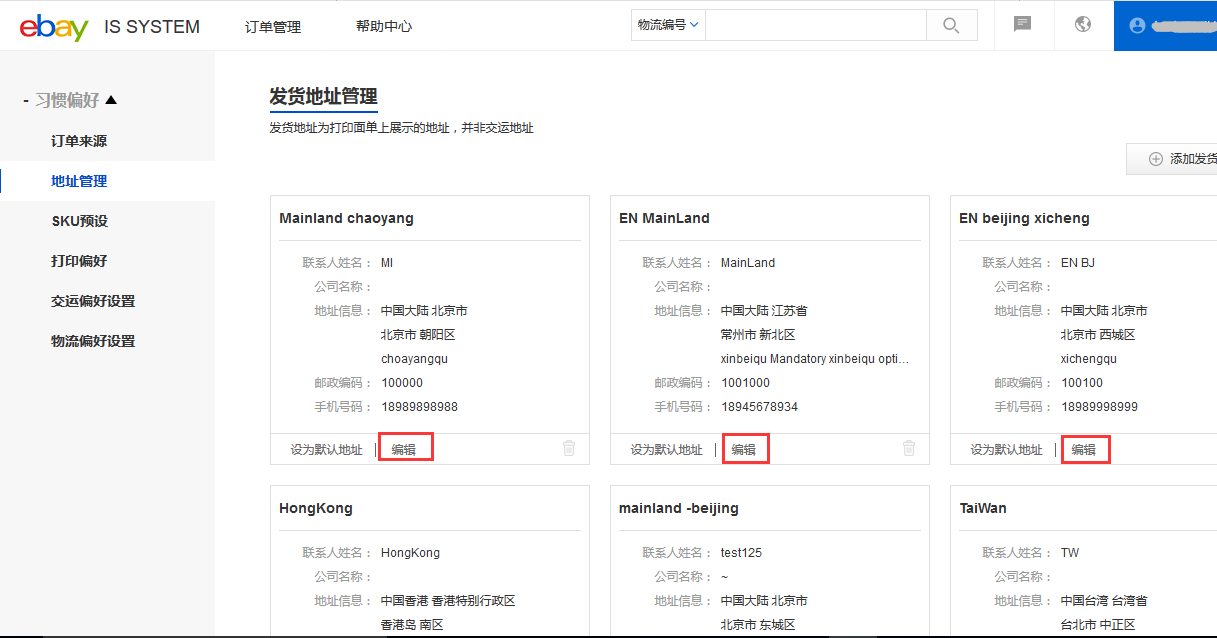 ebay IS SYSTEM 订单管理 帮助中心 物流编号
- 习惯偏好
订单来源
地址管理
SKU预设
打印偏好
交运偏好设置
物流偏好设置
发货地址管理
发货地址为打印面单上展示的地址，并非交运地址
添加发货
Mainland chaoyang
联系人姓名： MI
公司名称：
地址信息： 中国大陆 北京市
北京市 朝阳区
choayangqu
邮政编码： 100000
手机号码： 18989898988
设为默认地址 | 编辑
EN MainLand
联系人姓名： MainLand
公司名称：
地址信息： 中国大陆 江苏省
常州市 新北区
xinbeiqu Mandatory xinbeiqu opti...
邮政编码： 1001000
手机号码： 18945678934
设为默认地址 | 编辑
EN beijing xicheng
联系人姓名： EN BJ
公司名称：
地址信息： 中国大陆 北京市
北京市 西城区
xichengqu
邮政编码： 100100
手机号码： 18989998999
设为默认地址 | 编辑
HongKong
联系人姓名： HongKong
公司名称：
地址信息： 中国香港 香港特别行政区
香港岛 南区
mainland -beijing
联系人姓名： test125
公司名称： ~
地址信息： 中国大陆 北京市
北京市 东城区
TaiWan
联系人姓名： TW
公司名称：
地址信息： 中国台湾 台湾省
台北市 中正区